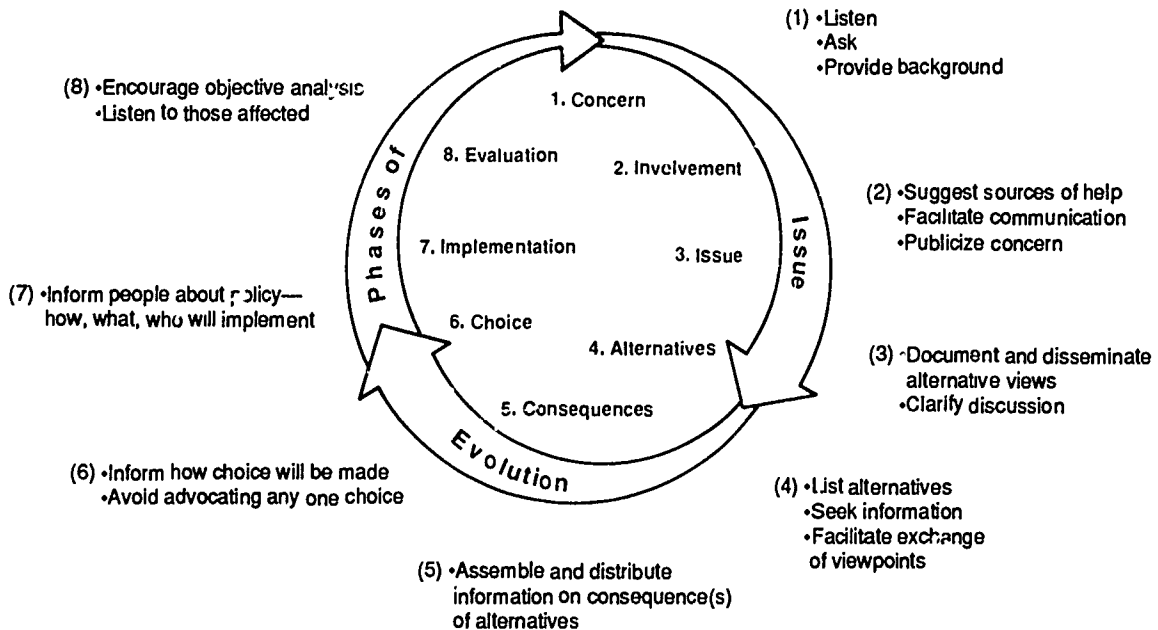 (1) •Listen
•Ask
•Provide background
(8) •Encourage objective analysis
•Listen to those affected
1. Concern
8. Evaluation
2. Involvement
(2) •Suggest sources of help
•Facilitate communication
•Publicize concern
Phases of
Issue
7. Implementation
3. Issue
(7) •Inform people about policy—
how, what, who will implement
6. Choice
4. Alternatives
(3) •Document and disseminate
alternative views
•Clarify discussion
5. Consequences
Evolution
(6) •Inform how choice will be made
•Avoid advocating any one choice
(4) •List alternatives
•Seek information
•Facilitate exchange
of viewpoints
(5) •Assemble and distribute
information on consequence(s)
of alternatives